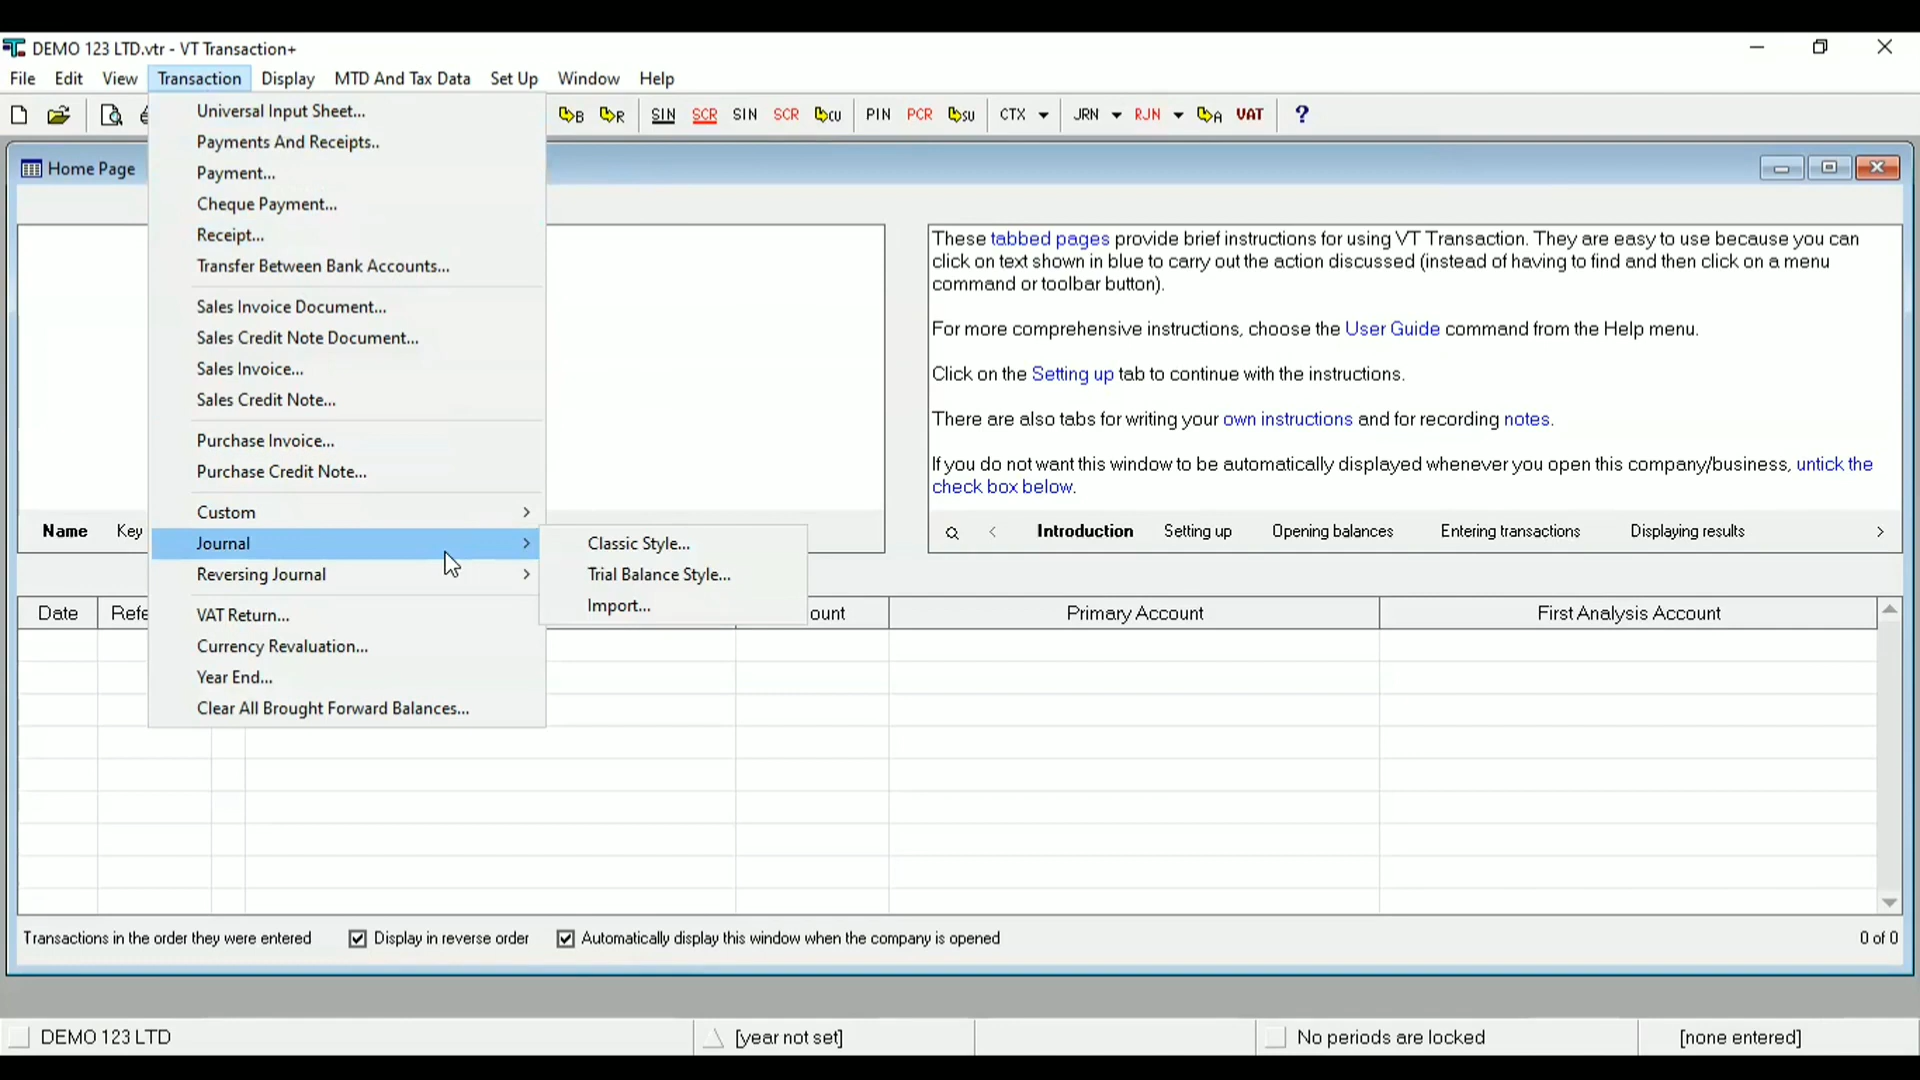 DEMO 123 LTD.vtr - VT Transaction+
File Edit View Transaction Display MTD And Tax Data Set Up Window Help
B R SIN SCR SIN SCR CU PIN PCR SU CTX JRN RJN A VAT ?
Home Page
Universal Input Sheet...
Payments And Receipts..
Payment...
Cheque Payment...
Receipt...
Transfer Between Bank Accounts...
Sales Invoice Document...
Sales Credit Note Document...
Sales Invoice...
Sales Credit Note...
Purchase Invoice...
Purchase Credit Note...
Custom
Journal
Reversing Journal
VAT Return...
Currency Revaluation...
Year End...
Clear All Brought Forward Balances...
Classic Style...
Trial Balance Style...
Import...
These tabbed pages provide brief instructions for using VT Transaction. They are easy to use because you can
click on text shown in blue to carry out the action discussed (instead of having to find and then click on a menu
command or toolbar button).
For more comprehensive instructions, choose the User Guide command from the Help menu.
Click on the Setting up tab to continue with the instructions.
There are also tabs for writing your own instructions and for recording notes.
If you do not want this window to be automatically displayed whenever you open this company/business, untick the
check box below.
Name Key
Introduction Setting up Opening balances Entering transactions Displaying results
Date Refe ount Primary Account First Analysis Account
Transactions in the order they were entered Display in reverse order Automatically display this window when the company is opened 0 of 0
DEMO 123 LTD [year not set] No periods are locked [none entered]